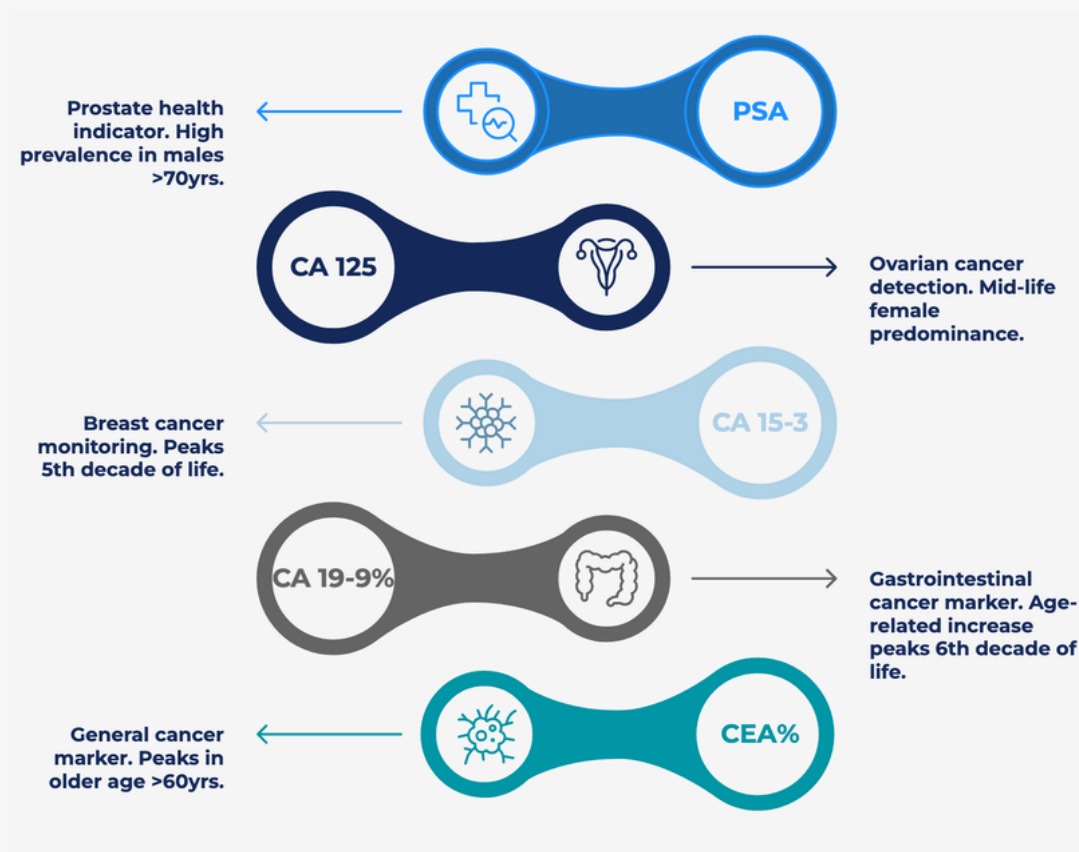 Prostate health
indicator. High
prevalence in males
>70yrs.
PSA
CA 125
Ovarian cancer
detection. Mid-life
female
predominance.
Breast cancer
monitoring. Peaks
5th decade of life.
CA 15-3
CA 19-9%
Gastrointestinal
cancer marker. Age-
related increase
peaks 6th decade of
life.
General cancer
marker. Peaks in
older age >60yrs.
CEA%